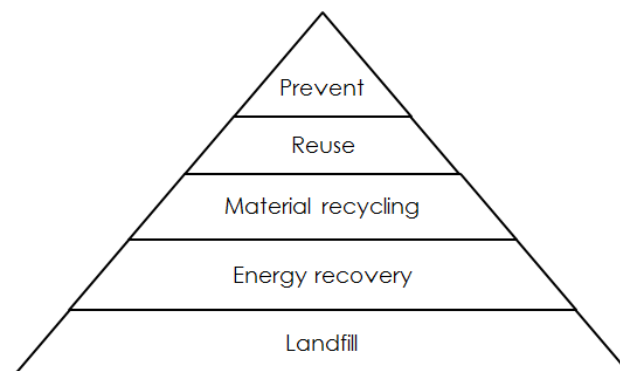 Prevent
Reuse
Material recycling
Energy recovery
Landfill